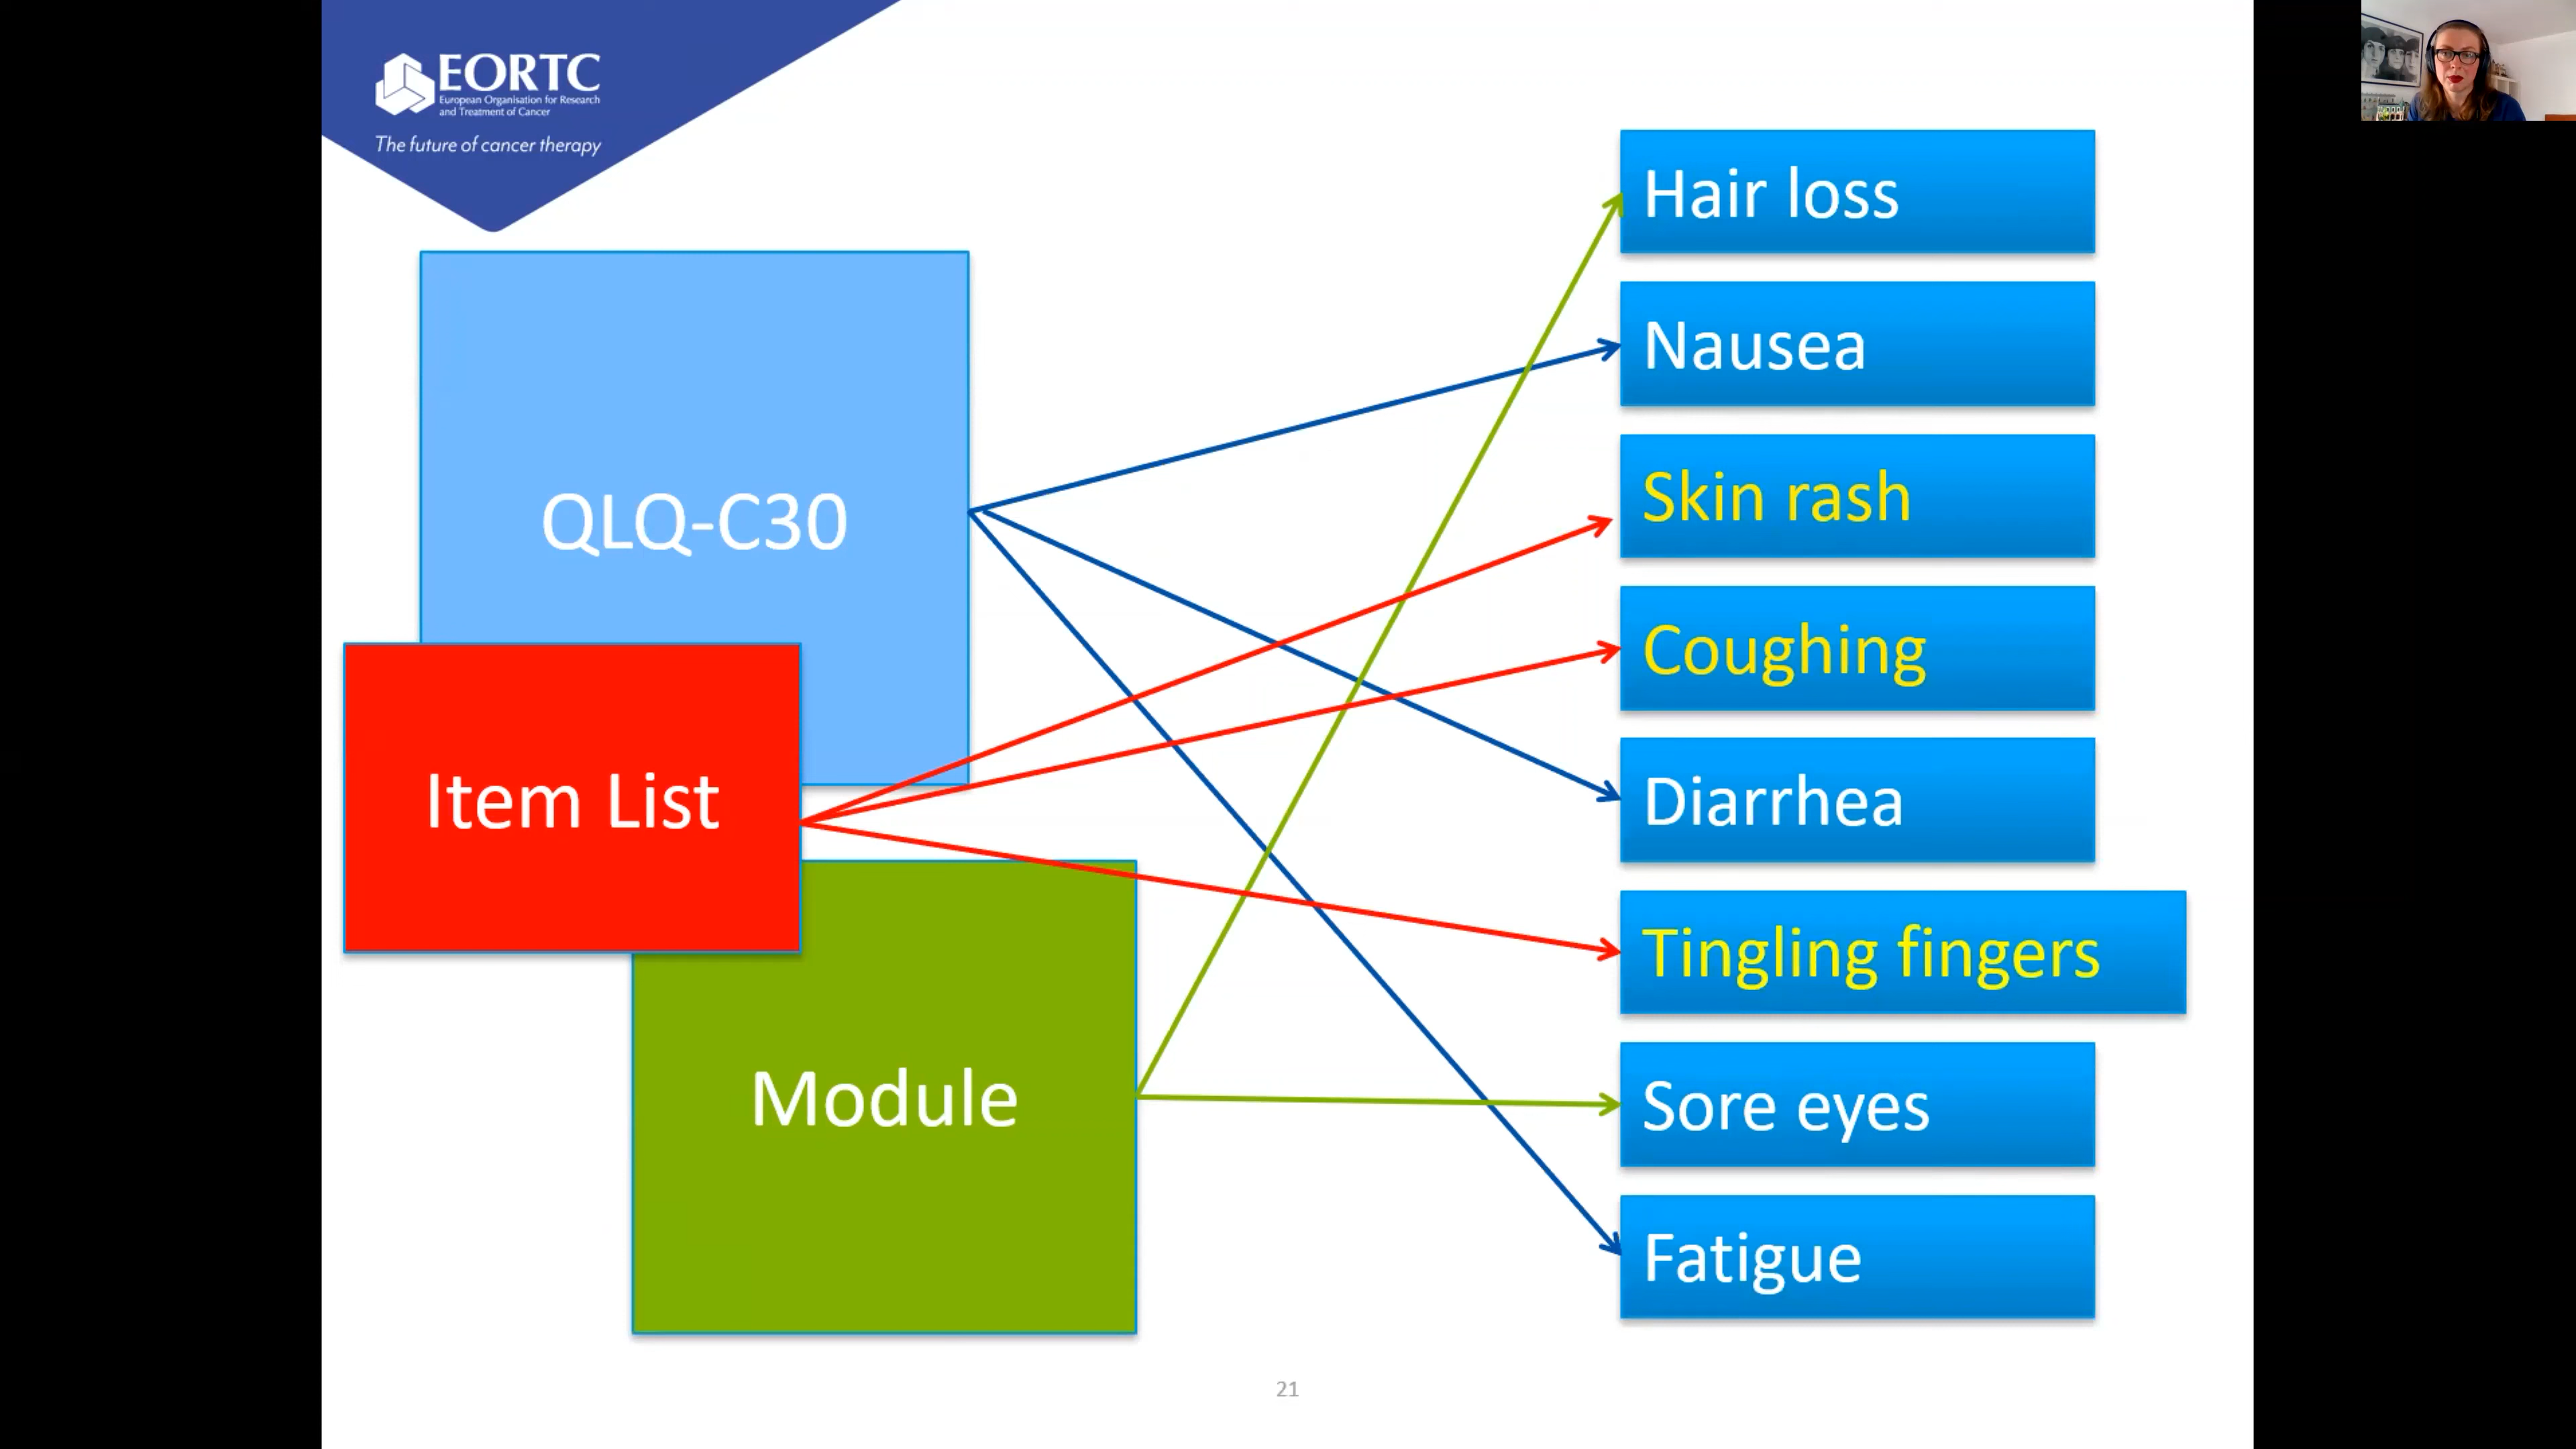 EORTC
European Organisation for Research
and Treatment of Cancer
The future of cancer therapy
QLQ-C30
Item List
Module
Hair loss
Nausea
Skin rash
Coughing
Diarrhea
Tingling fingers
Sore eyes
Fatigue
21